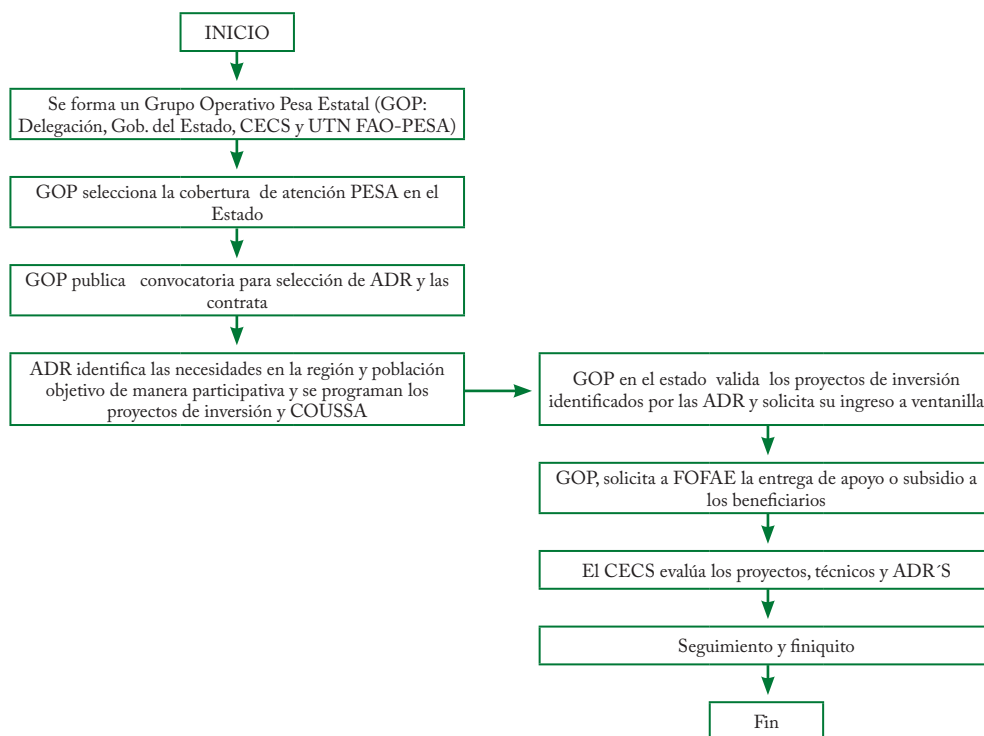 INICIO
Se forma un Grupo Operativo Pesa Estatal (GOP:
Delegación, Gob. del Estado, CECS y UTN FAO-PESA)
GOP selecciona la cobertura de atención PESA en el
Estado
GOP publica convocatoria para selección de ADR y las
contrata
ADR identifica las necesidades en la región y población
objetivo de manera participativa y se programan los
proyectos de inversión y COUSSA
GOP en el estado valida los proyectos de inversión
identificados por las ADR y solicita su ingreso a ventanilla
GOP, solicita a FOFAE la entrega de apoyo o subsidio a
los beneficiarios
El CECS evalúa los proyectos, técnicos y ADR´S
Seguimiento y finiquito
Fin